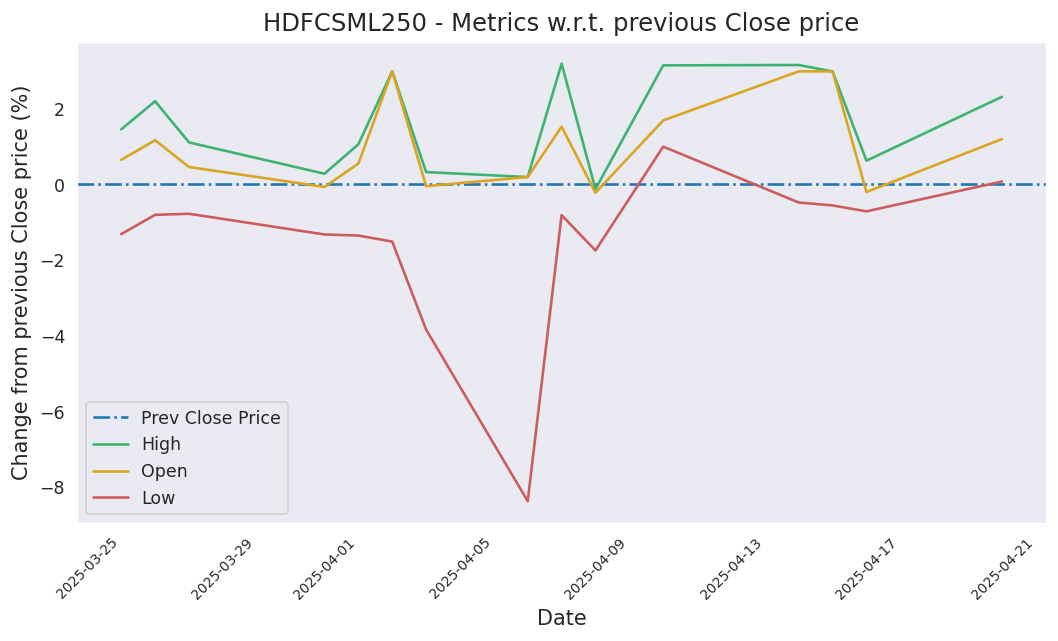 HDFCSML250 - Metrics w.r.t. previous Close price
Change from previous Close price (%)
2
0
−2
−4
−6
−8
Prev Close Price
High
Open
Low
2025-03-25
2025-03-29
2025-04-01
2025-04-05
2025-04-09
2025-04-13
2025-04-17
2025-04-21
Date